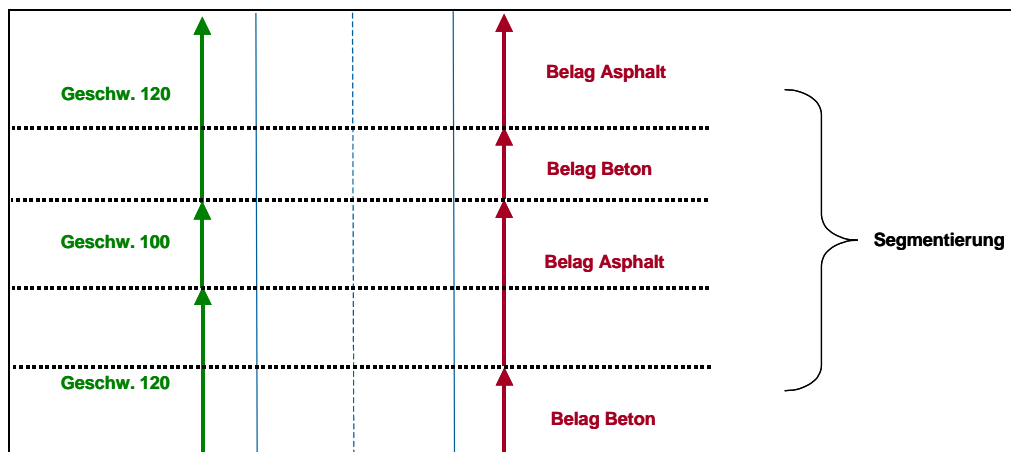 Belag Asphalt
Geschw. 120
Belag Beton
Geschw. 100
Segmentierung
Belag Asphalt
Geschw. 120
Belag Beton